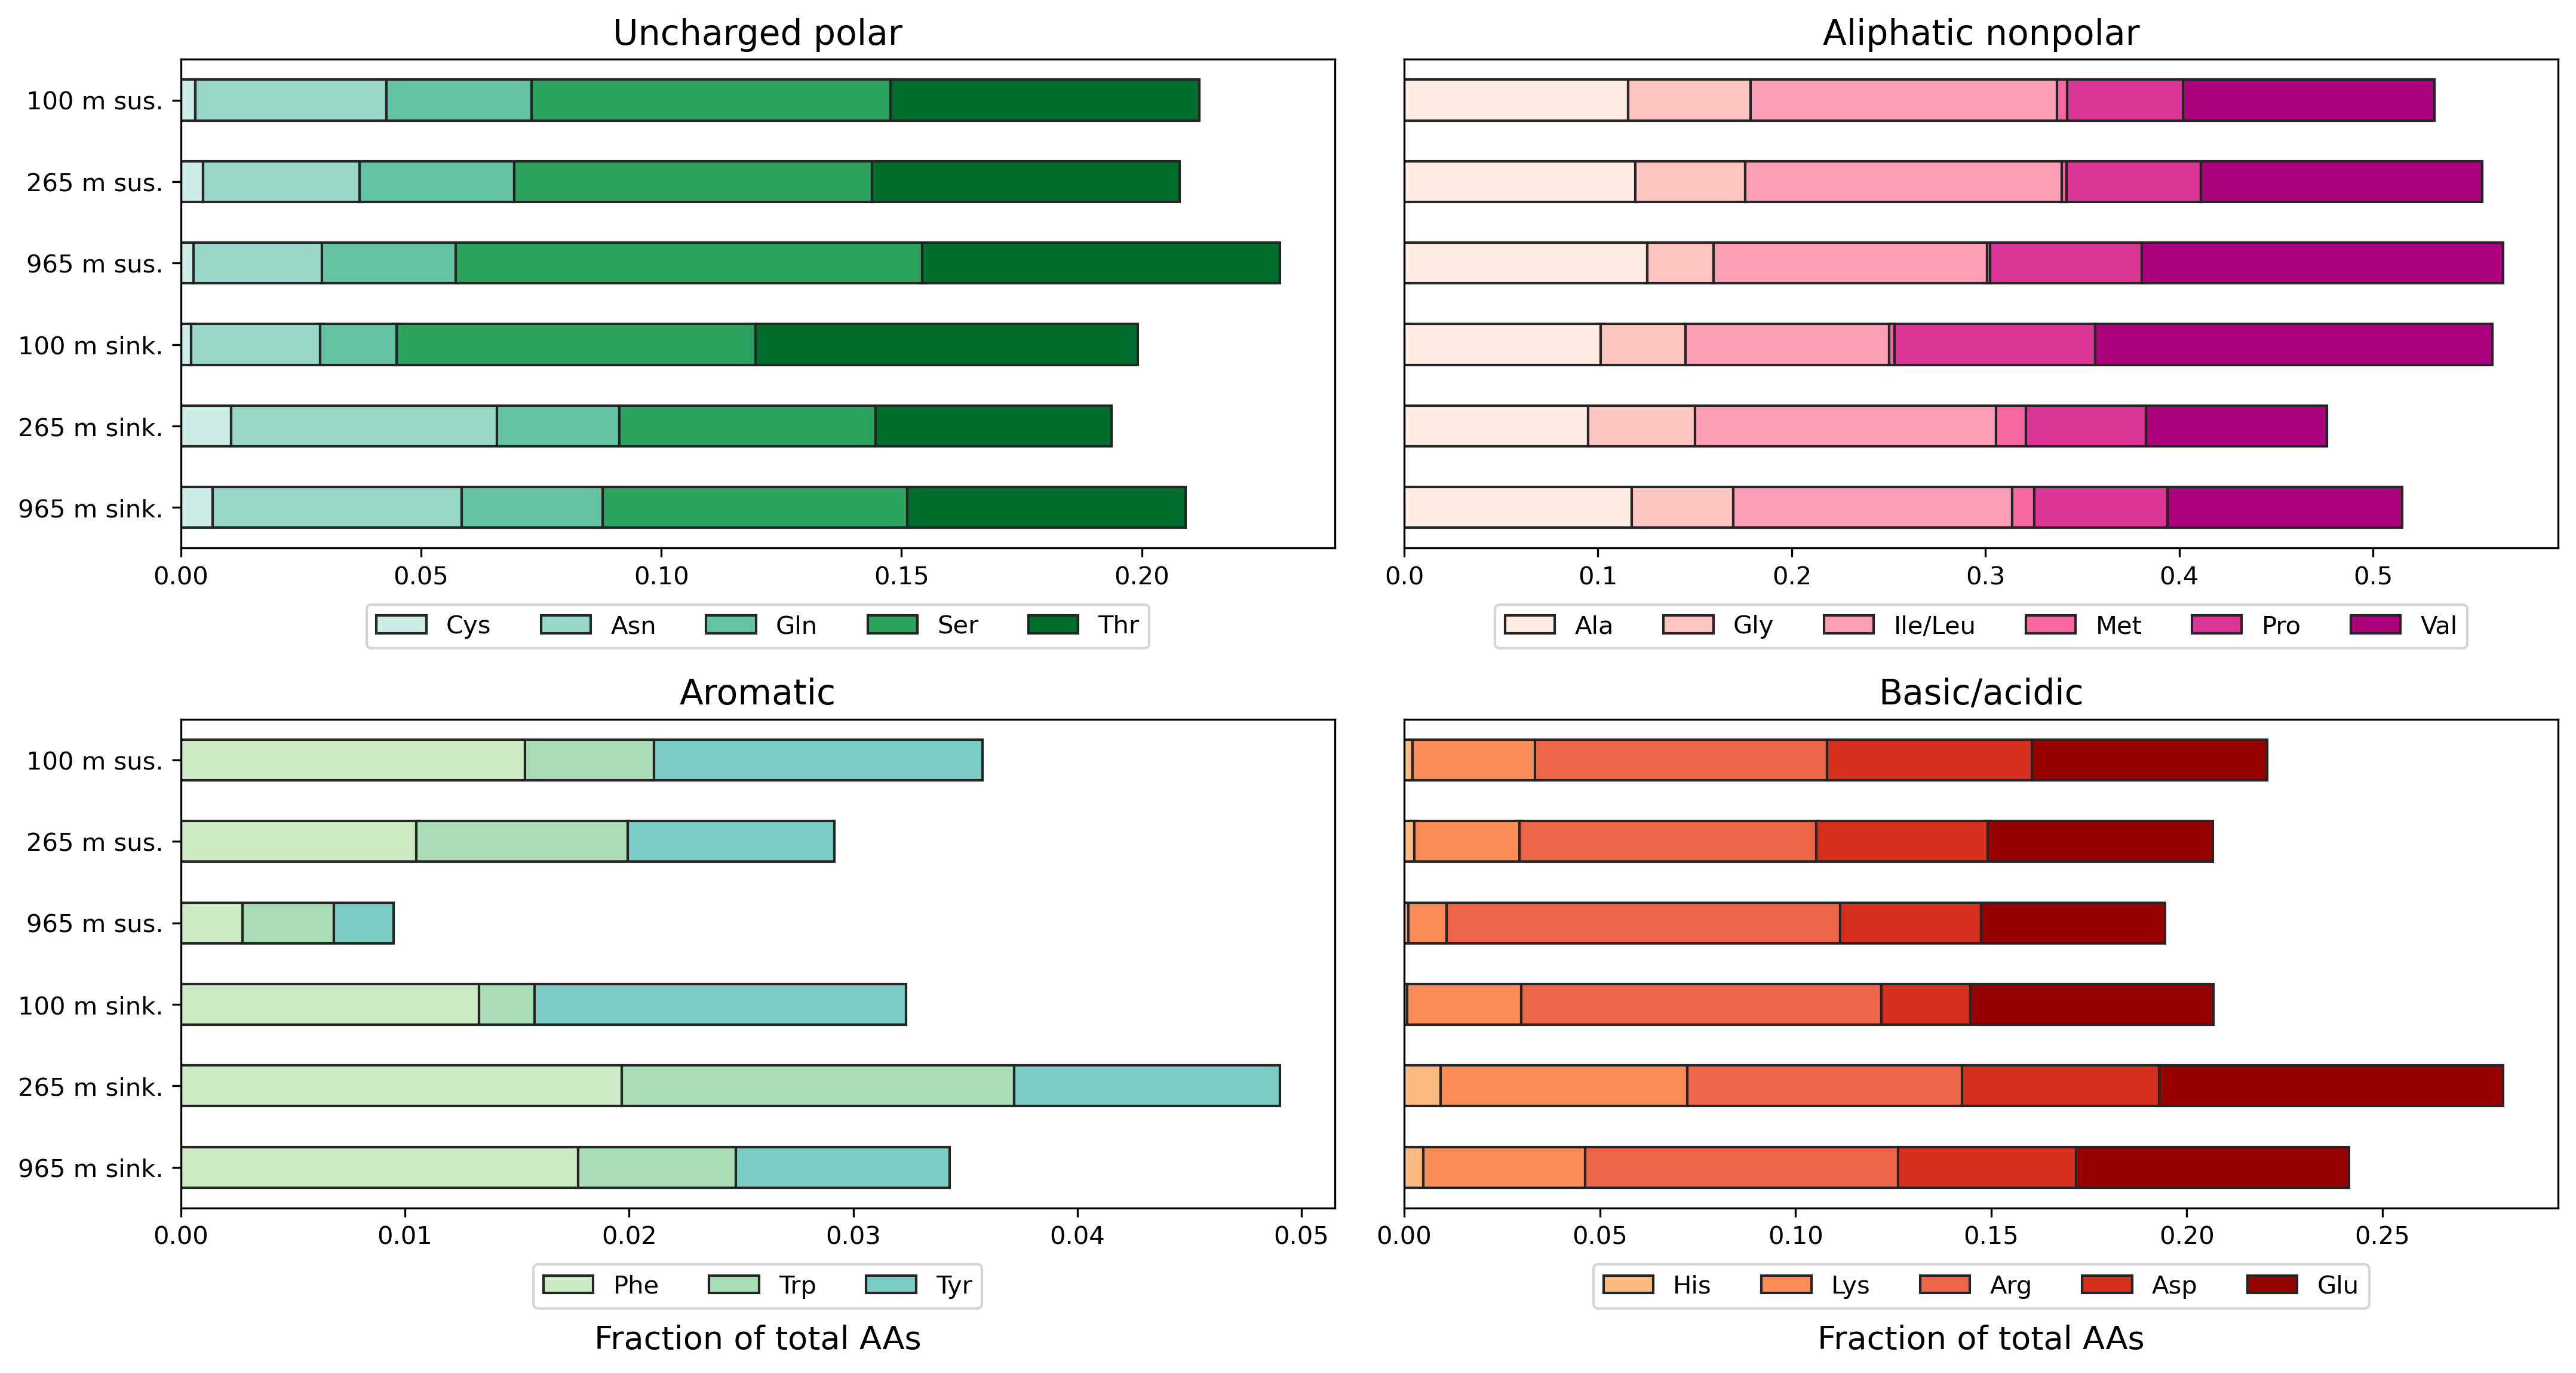 Uncharged polar
100 m sus.
265 m sus.
965 m sus.
100 m sink.
265 m sink.
965 m sink.
0.00 0.05 0.10 0.15 0.20
Cys Asn Gln Ser Thr
Aliphatic nonpolar
0.0 0.1 0.2 0.3 0.4 0.5
Ala Gly Ile/Leu Met Pro Val
Aromatic
100 m sus.
265 m sus.
965 m sus.
100 m sink.
265 m sink.
965 m sink.
0.00 0.01 0.02 0.03 0.04 0.05
Phe Trp Tyr
Fraction of total AAs
Basic/acidic
0.00 0.05 0.10 0.15 0.20 0.25
His Lys Arg Asp Glu
Fraction of total AAs